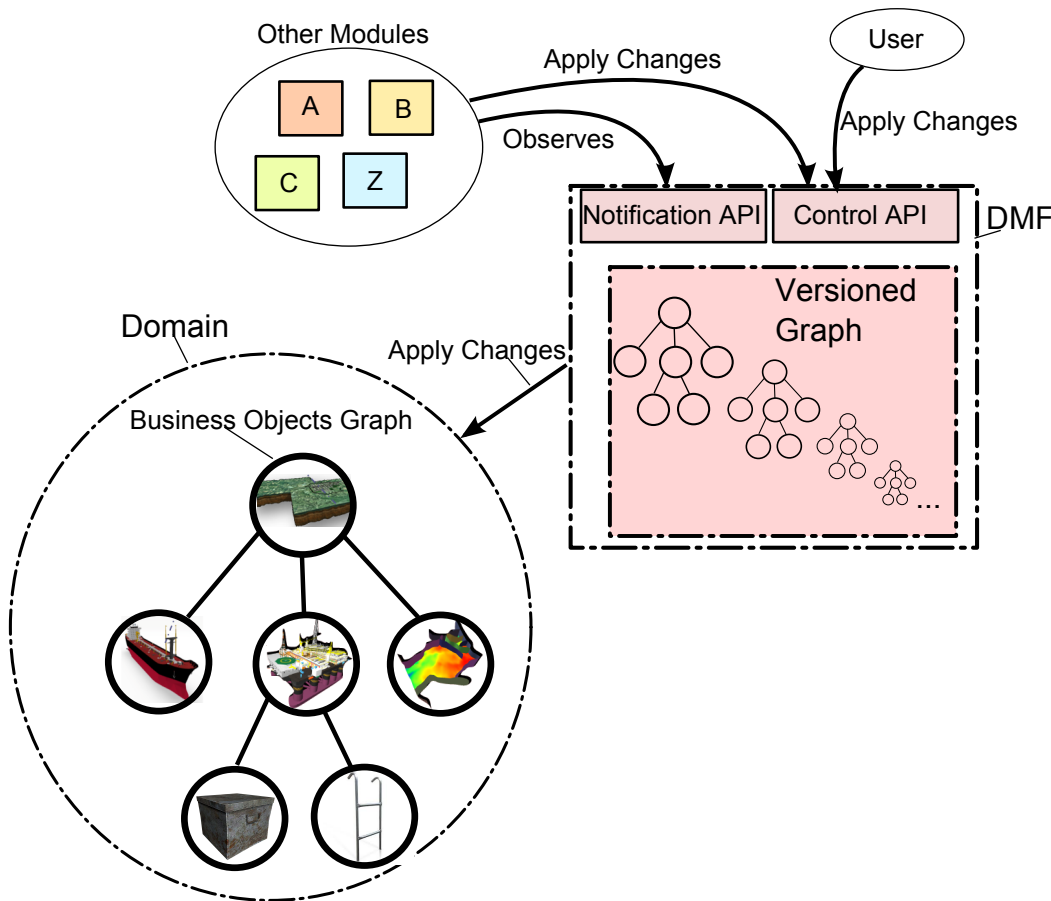 Other Modules
User
A
B
C
Z
Apply Changes
Observes
Apply Changes
Notification API
Control API
DMF
Versioned
Graph
...
Domain
Apply Changes
Business Objects Graph